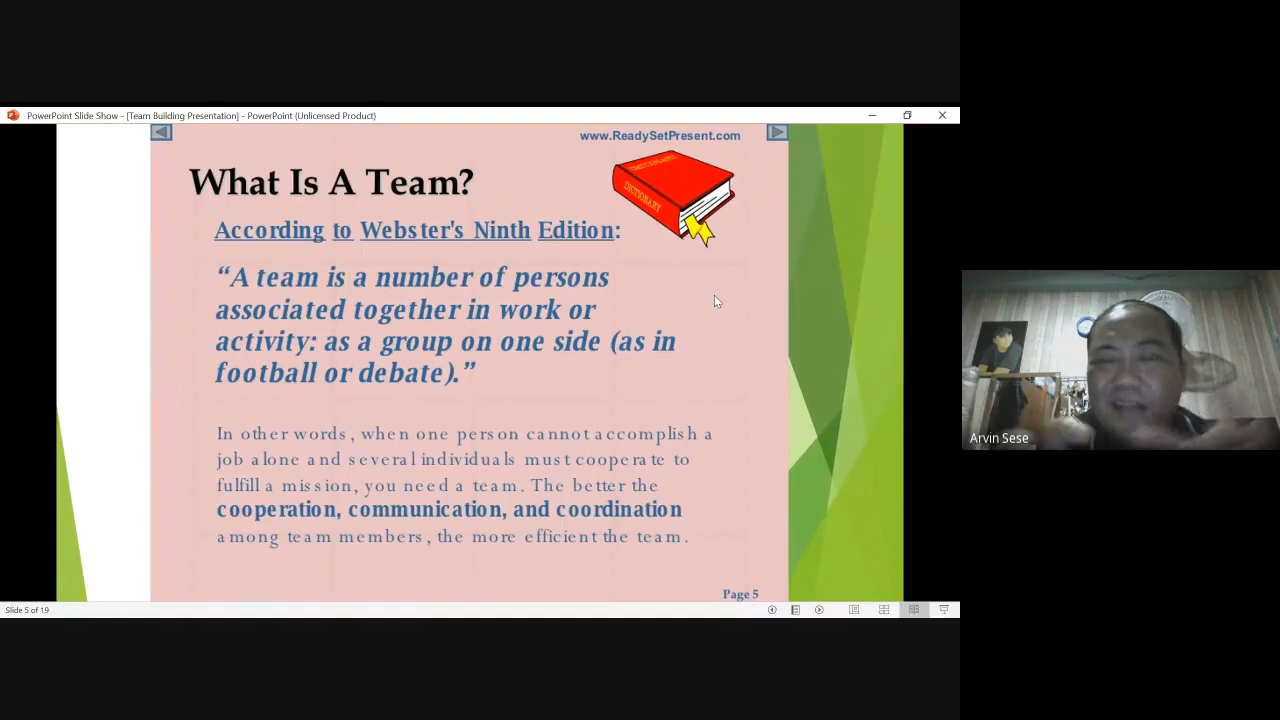 PowerPoint Slide Show - [Team Building Presentation] - PowerPoint (Unlicensed Product)
www.ReadySetPresent.com
What Is A Team?
DICTIONARY
DICTIONARY
According to Webster's Ninth Edition:
“A team is a number of persons
associated together in work or
activity: as a group on one side (as in
football or debate).”
In other words, when one person cannot accomplish a
job alone and several individuals must cooperate to
fulfill a mission, you need a team. The better the
cooperation, communication, and coordination
among team members, the more efficient the team.
Page 5
Slide 5 of 19
Arvin Sese